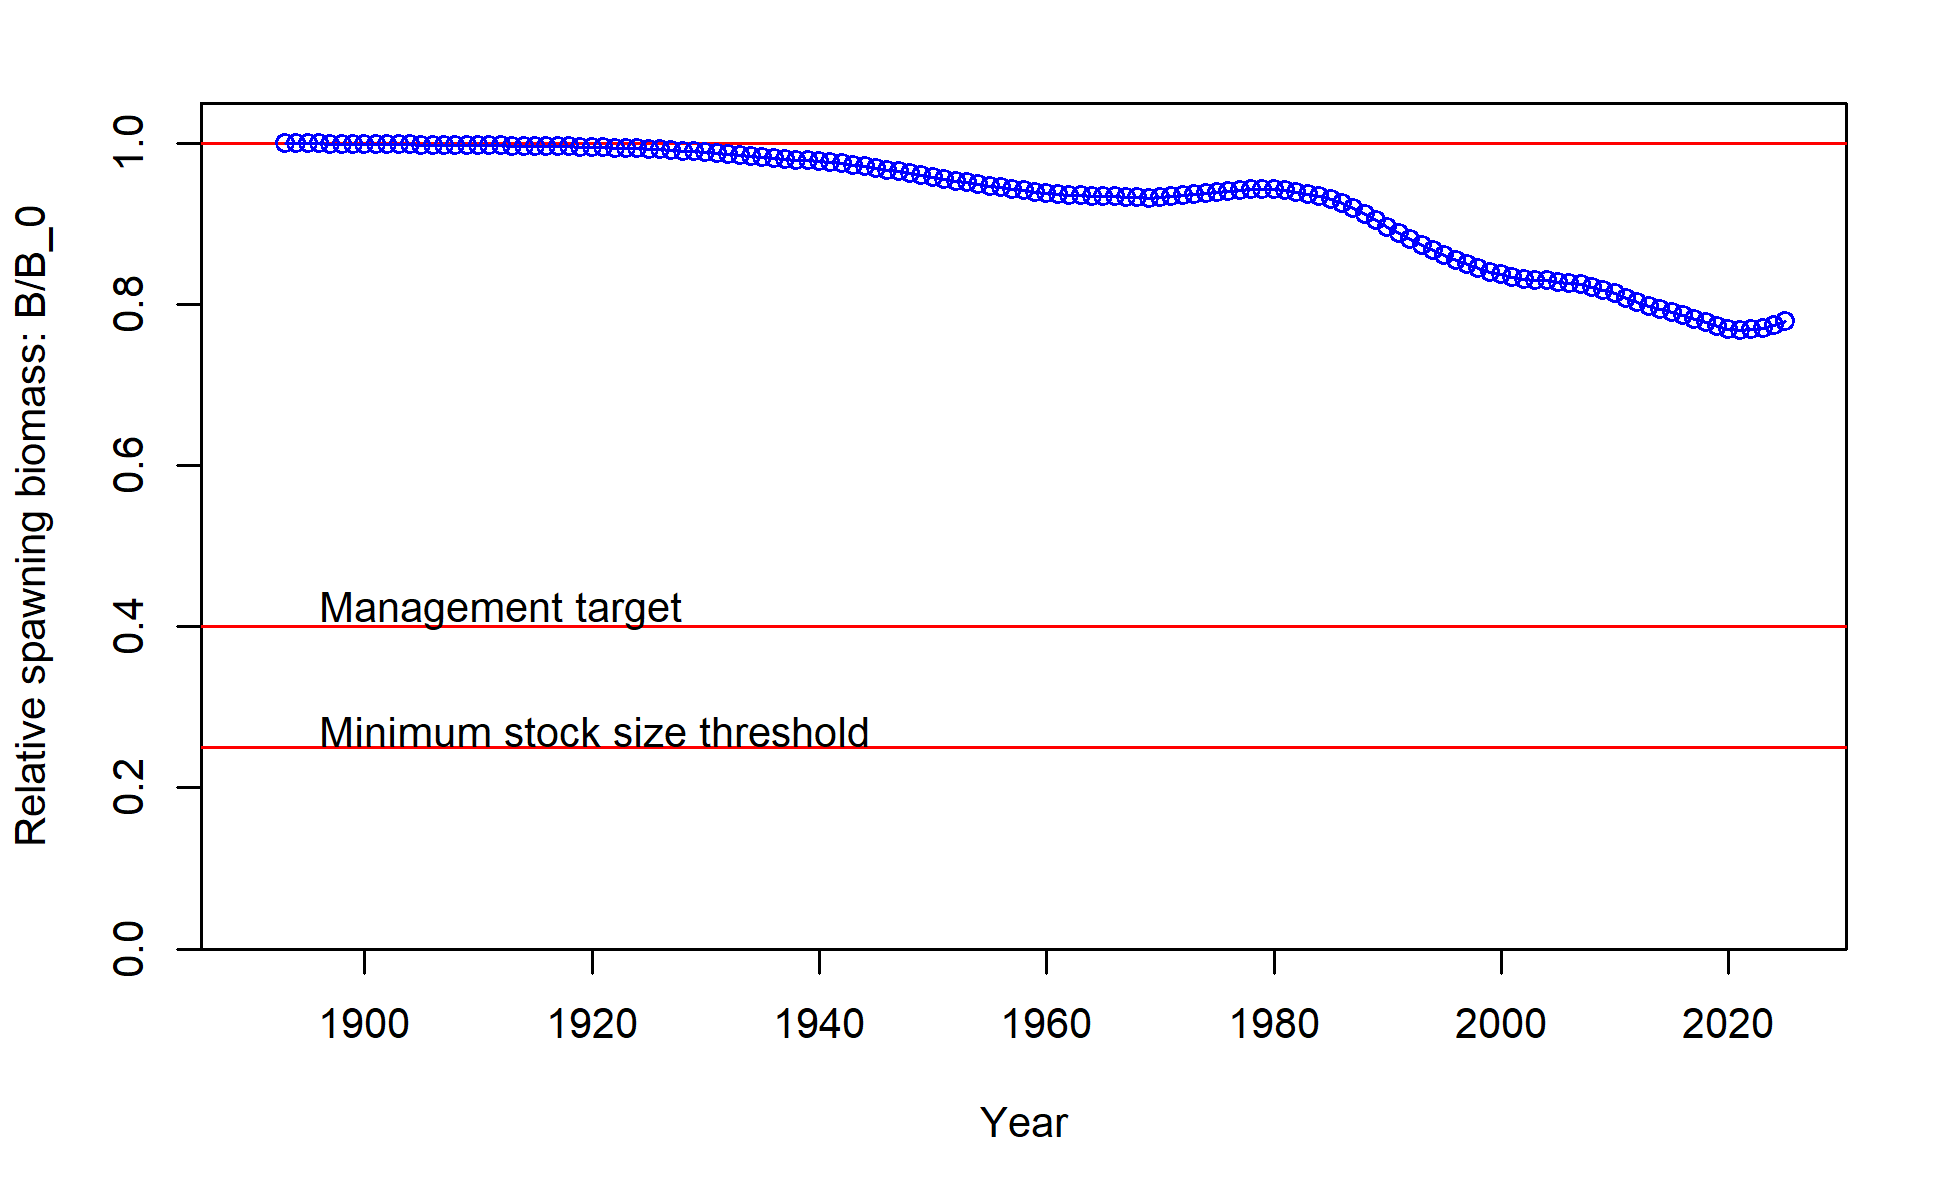 Relative spawning biomass: B/B_0
1.0
0.8
0.6
0.4
0.2
0.0
Management target
Minimum stock size threshold
1900 1920 1940 1960 1980 2000 2020
Year